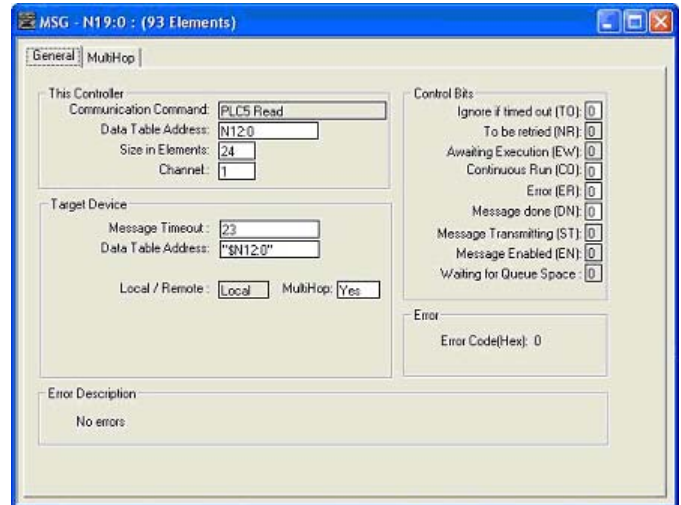 MSG - N19:0 : (93 Elements)
General MultiHop
This Controller
Communication Command: PLC5 Read
Data Table Address: N12:0
Size in Elements: 24
Channel: 1
Target Device
Message Timeout : 23
Data Table Address: "$N12:0"
Local / Remote : Local MultiHop: Yes
Control Bits
Ignore if timed out (TO): 0
To be retried (NR): 0
Awaiting Execution (EW): 0
Continuous Run (CO): 0
Error (ER): 0
Message done (DN): 0
Message Transmitting (ST): 0
Message Enabled (EN): 0
Waiting for Queue Space : 0
Error
Error Code(Hex): 0
Error Description
No errors